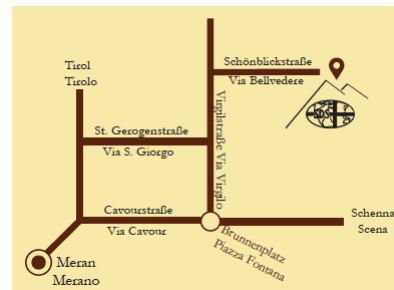 Schönblickstraße
Via Bellvedere
Tirol
Tirolo
Virgilstraße Via Virgilo
St. Gerogenstraße
Via S. Giorgo
Cavourstraße
Via Cavour
Schenna
Scena
Brunnenplatz
Piazza Fontana
Meran
Merano